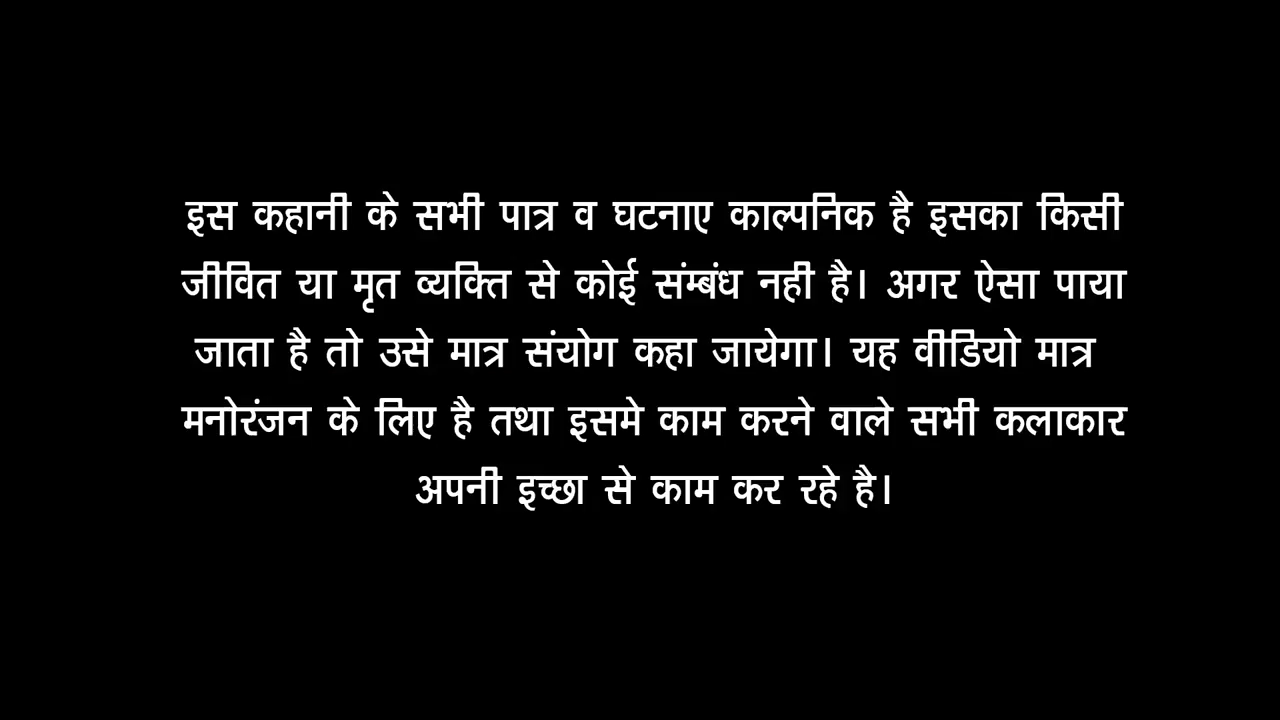 इस कहानी के सभी पात्र व घटनाए काल्पनिक है इसका किसी
जीवित या मृत व्यक्ति से कोई संम्बंध नही है। अगर ऐसा पाया
जाता है तो उसे मात्र संयोग कहा जायेगा। यह वीडियो मात्र
मनोरंजन के लिए है तथा इसमे काम करने वाले सभी कलाकार
अपनी इच्छा से काम कर रहे है।